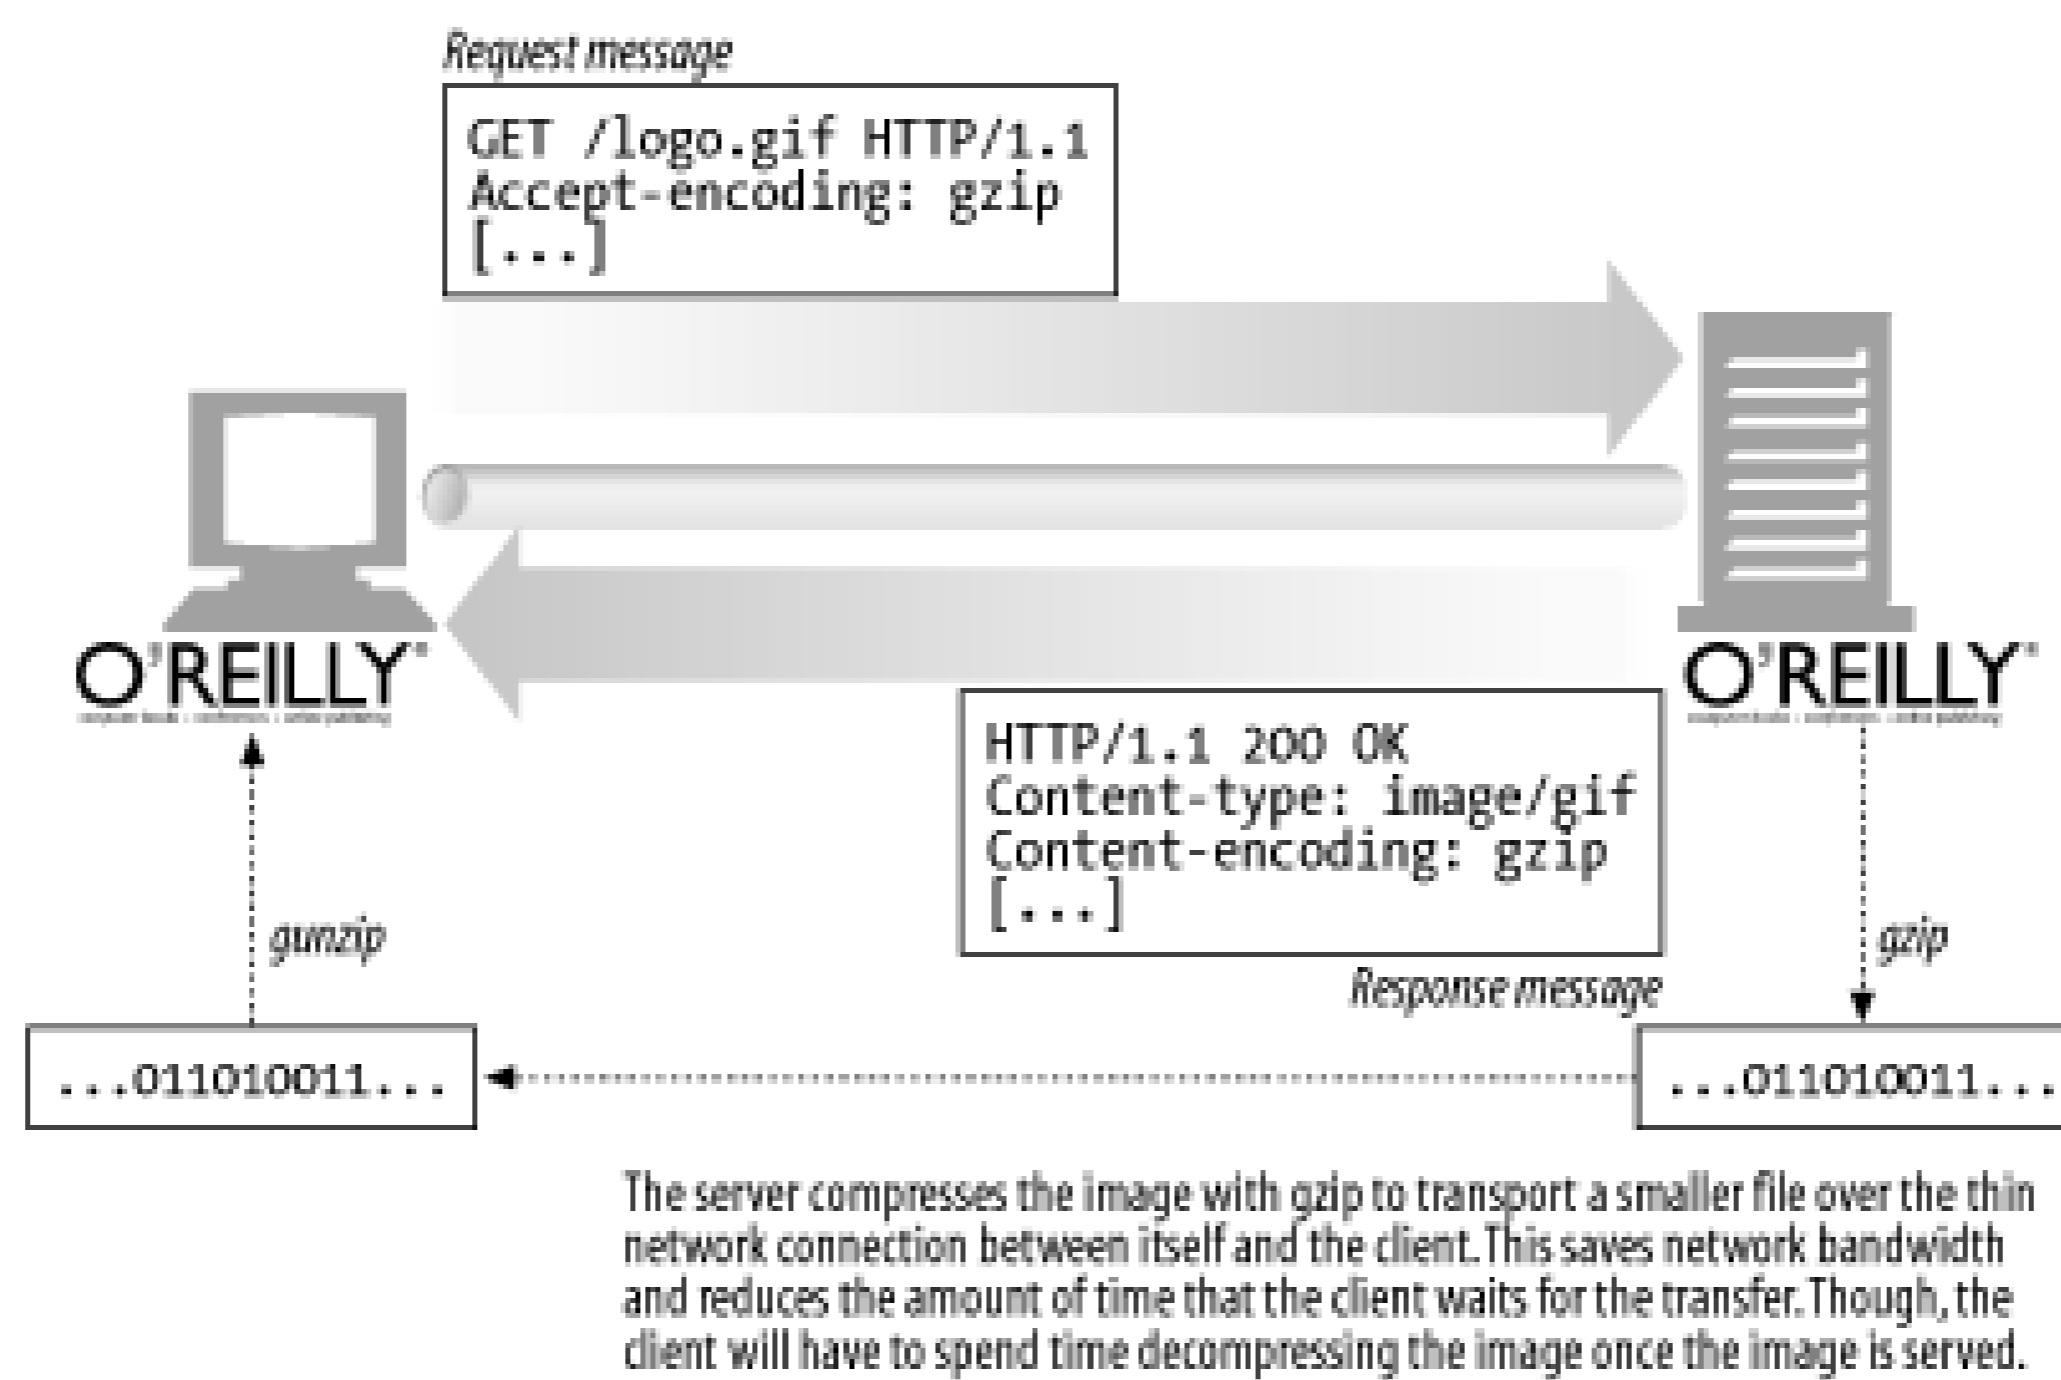 Request message
GET /logo.gif HTTP/1.1
Accept-encoding: gzip
[...]
O'REILLY®
O'REILLY®
HTTP/1.1 200 OK
Content-type: image/gif
Content-encoding: gzip
[...]
gunzip
gzip
Response message
...011010011...
...011010011...
The server compresses the image with gzip to transport a smaller file over the thin
network connection between itself and the client. This saves network bandwidth
and reduces the amount of time that the client waits for the transfer. Though, the
client will have to spend time decompressing the image once the image is served.